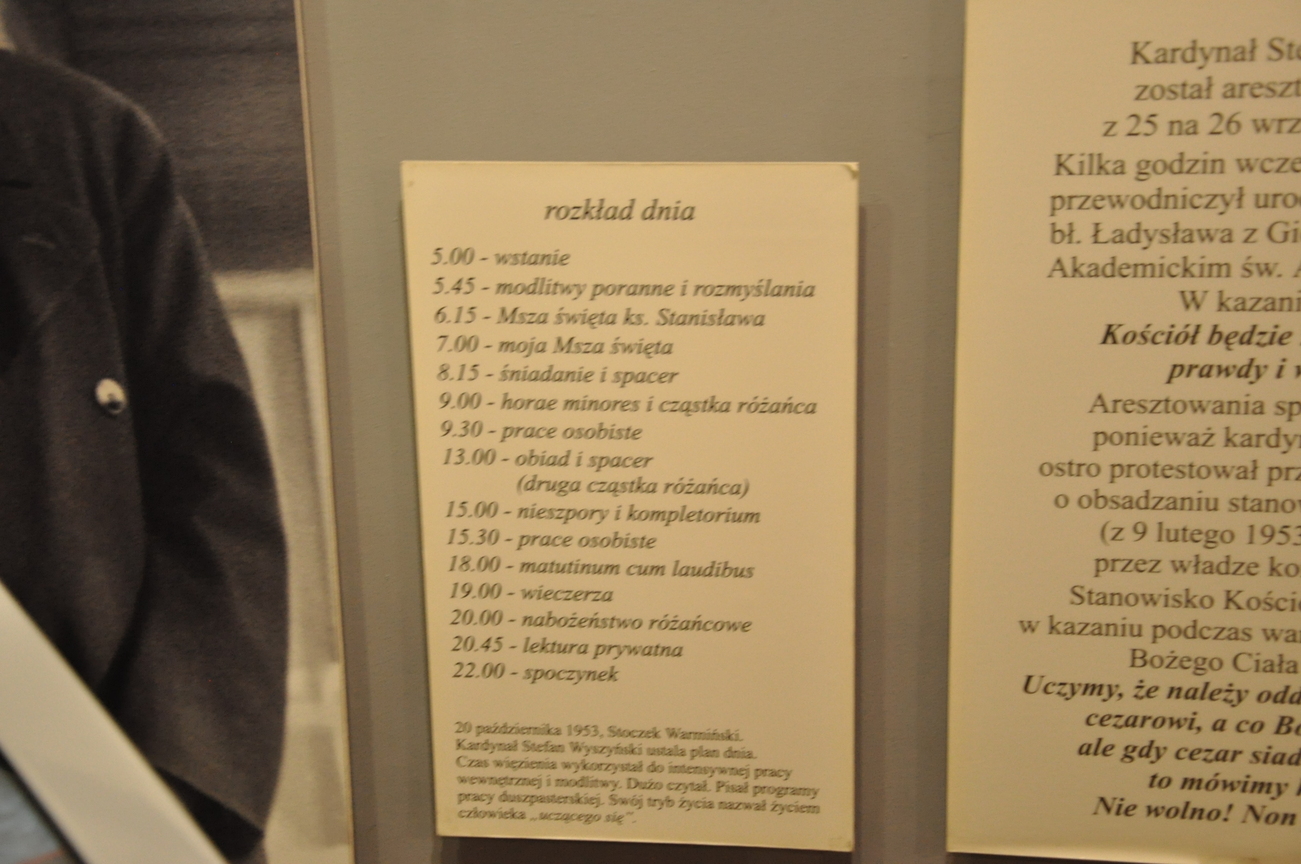 rozkład dnia
5.00 - wstanie
5.45 - modlitwy poranne i rozmyślania
6.15 - Msza święta ks. Stanisława
7.00 - moja Msza święta
8.15 - śniadanie i spacer
9.00 - horae minores i cząstka różańca
9.30 - prace osobiste
13.00 - obiad i spacer
(druga cząstka różańca)
15.00 - nieszpory i kompletorium
15.30 - prace osobiste
18.00 - matutinum cum laudibus
19.00 - wieczerza
20.00 - nabożeństwo różańcowe
20.45 - lektura prywatna
22.00 - spoczynek
20 października 1953, Stoczek Warmiński.
Kardynał Stefan Wyszyński ustala plan dnia.
Czas więzienia wykorzystał do intensywnej pracy
wewnętrznej i modlitwy. Dużo czytał. Pisał programy
pracy duszpasterskiej. Swój tryb życia nazwał życiem
człowieka „uczącego się”.
Kardynał Ste
został areszt
z 25 na 26 wrz
Kilka godzin wcze
przewodniczył uro
bł. Ładysława z Gi
Akademickim św.
W kazani
Kościół będzie
prawdy i
Aresztowania sp
ponieważ kardy
ostro protestował prz
o obsadzaniu stano
(z 9 lutego 1953
przez władze ko
Stanowisko Kości
w kazaniu podczas wa
Bożego Ciała
Uczymy, że należy odd
cezarowi, a co Bo
ale gdy cezar siad
to mówimy
Nie wolno! Non